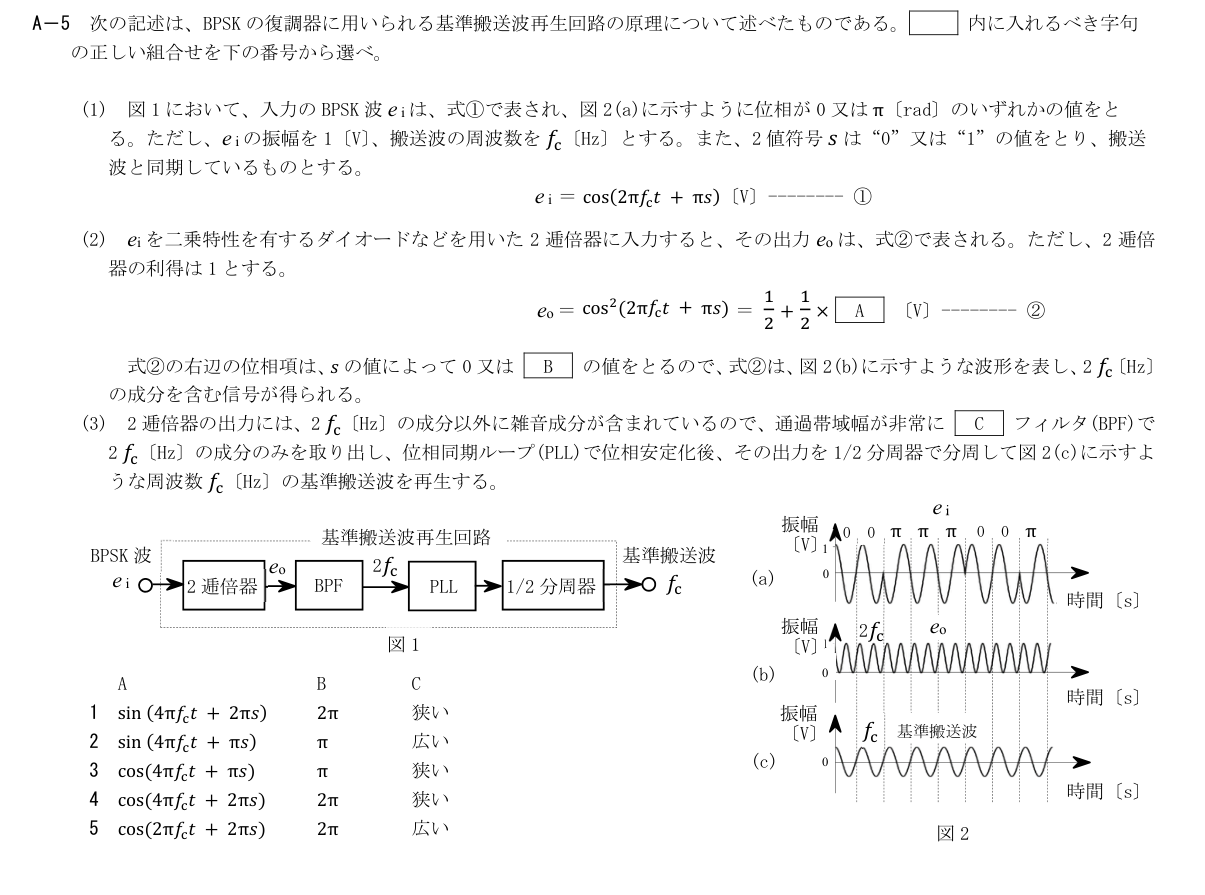 A－5 次の記述は、BPSK の復調器に用いられる基準搬送波再生回路の原理について述べたものである。 内に入れるべき字句
の正しい組合せを下の番号から選べ。
(1) 図1において、入力の BPSK 波 ei は、式①で表され、図2(a)に示すように位相が 0 又は π〔rad〕のいずれかの値をと
る。ただし、ei の振幅を 1〔V〕、搬送波の周波数を fc〔Hz〕とする。また、2値符号 s は“0”又は“1”の値をとり、搬送
波と同期しているものとする。
ei = cos(2πfct + πs)〔V〕-------- ①
(2) ei を二乗特性を有するダイオードなどを用いた2逓倍器に入力すると、その出力 eo は、式②で表される。ただし、2逓倍
器の利得は1とする。
eo = cos²(2πfct + πs) = 1/2 + 1/2 × A 〔V〕-------- ②
式②の右辺の位相項は、s の値によって 0 又は B の値をとるので、式②は、図2(b)に示すような波形を表し、2fc〔Hz〕
の成分を含む信号が得られる。
(3) 2逓倍器の出力には、2fc〔Hz〕の成分以外に雑音成分が含まれているので、通過帯域幅が非常に C フィルタ(BPF)で
2fc〔Hz〕の成分のみを取り出し、位相同期ループ(PLL)で位相安定化後、その出力を 1/2 分周器で分周して図2(c)に示すよ
うな周波数 fc〔Hz〕の基準搬送波を再生する。
基準搬送波再生回路
BPSK 波
ei
2逓倍器
eo
BPF
2fc
PLL
1/2 分周器
基準搬送波
fc
図1
A B C
1 sin (4πfct + 2πs) 2π 狭い
2 sin (4πfct + πs) π 広い
3 cos(4πfct + πs) π 狭い
4 cos(4πfct + 2πs) 2π 狭い
5 cos(2πfct + 2πs) 2π 広い
ei
振幅
〔V〕
0 0 π π π 0 0 π
1
0
(a)
時間〔s〕
振幅
〔V〕
2fc eo
1
0
(b)
時間〔s〕
振幅
〔V〕
fc 基準搬送波
0
(c)
時間〔s〕
図2